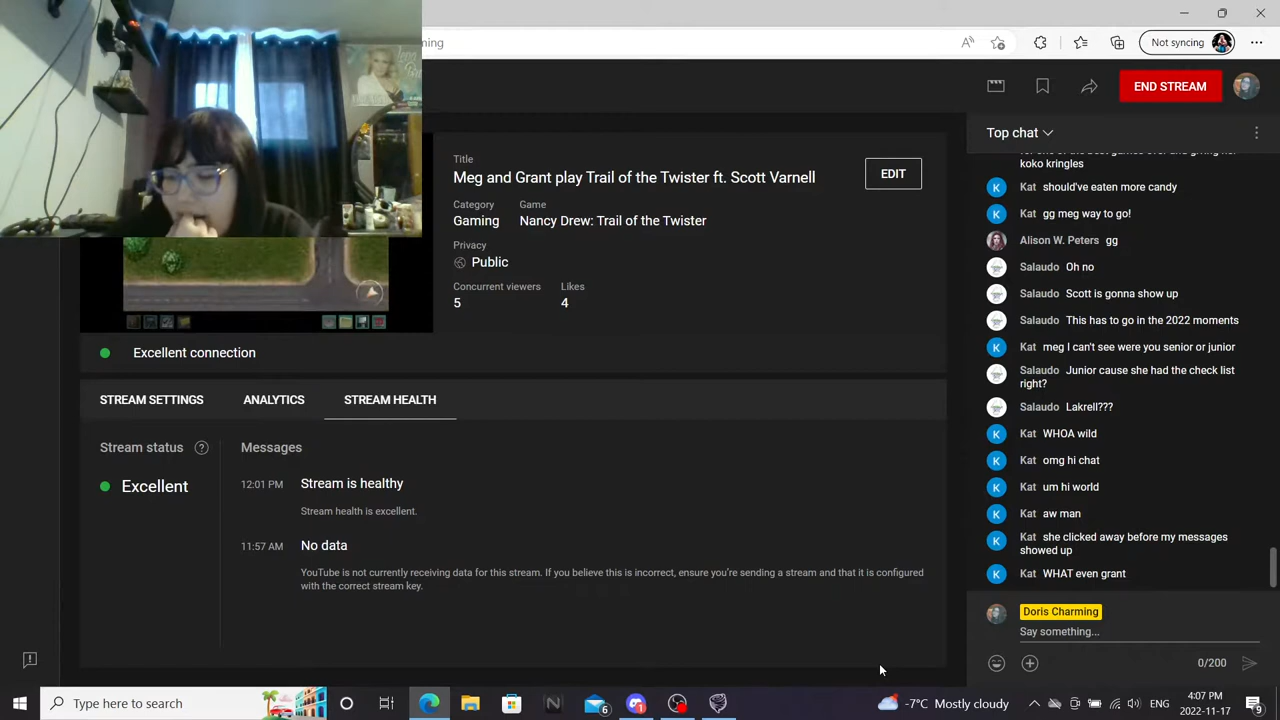 ming
Not syncing
END STREAM
Top chat
Title
Meg and Grant play Trail of the Twister ft. Scott Varnell
EDIT
Category
Game
Gaming
Nancy Drew: Trail of the Twister
Privacy
Public
Concurrent viewers
Likes
5
4
Excellent connection
STREAM SETTINGS
ANALYTICS
STREAM HEALTH
Stream status
?
Messages
Excellent
12:01 PM
Stream is healthy
Stream health is excellent.
11:57 AM
No data
YouTube is not currently receiving data for this stream. If you believe this is incorrect, ensure you're sending a stream and that it is configured
with the correct stream key.
koko kringles
K Kat should've eaten more candy
K Kat gg meg way to go!
Alison W. Peters gg
Salaudo Oh no
Salaudo Scott is gonna show up
Salaudo This has to go in the 2022 moments
K Kat meg I can't see were you senior or junior
Salaudo Junior cause she had the check list
right?
Salaudo Lakrell???
K Kat WHOA wild
K Kat omg hi chat
K Kat um hi world
K Kat aw man
K Kat she clicked away before my messages
showed up
K Kat WHAT even grant
Doris Charming
Say something...
0/200
Type here to search
6
-7°C Mostly cloudy
ENG
4:07 PM
2022-11-17
9